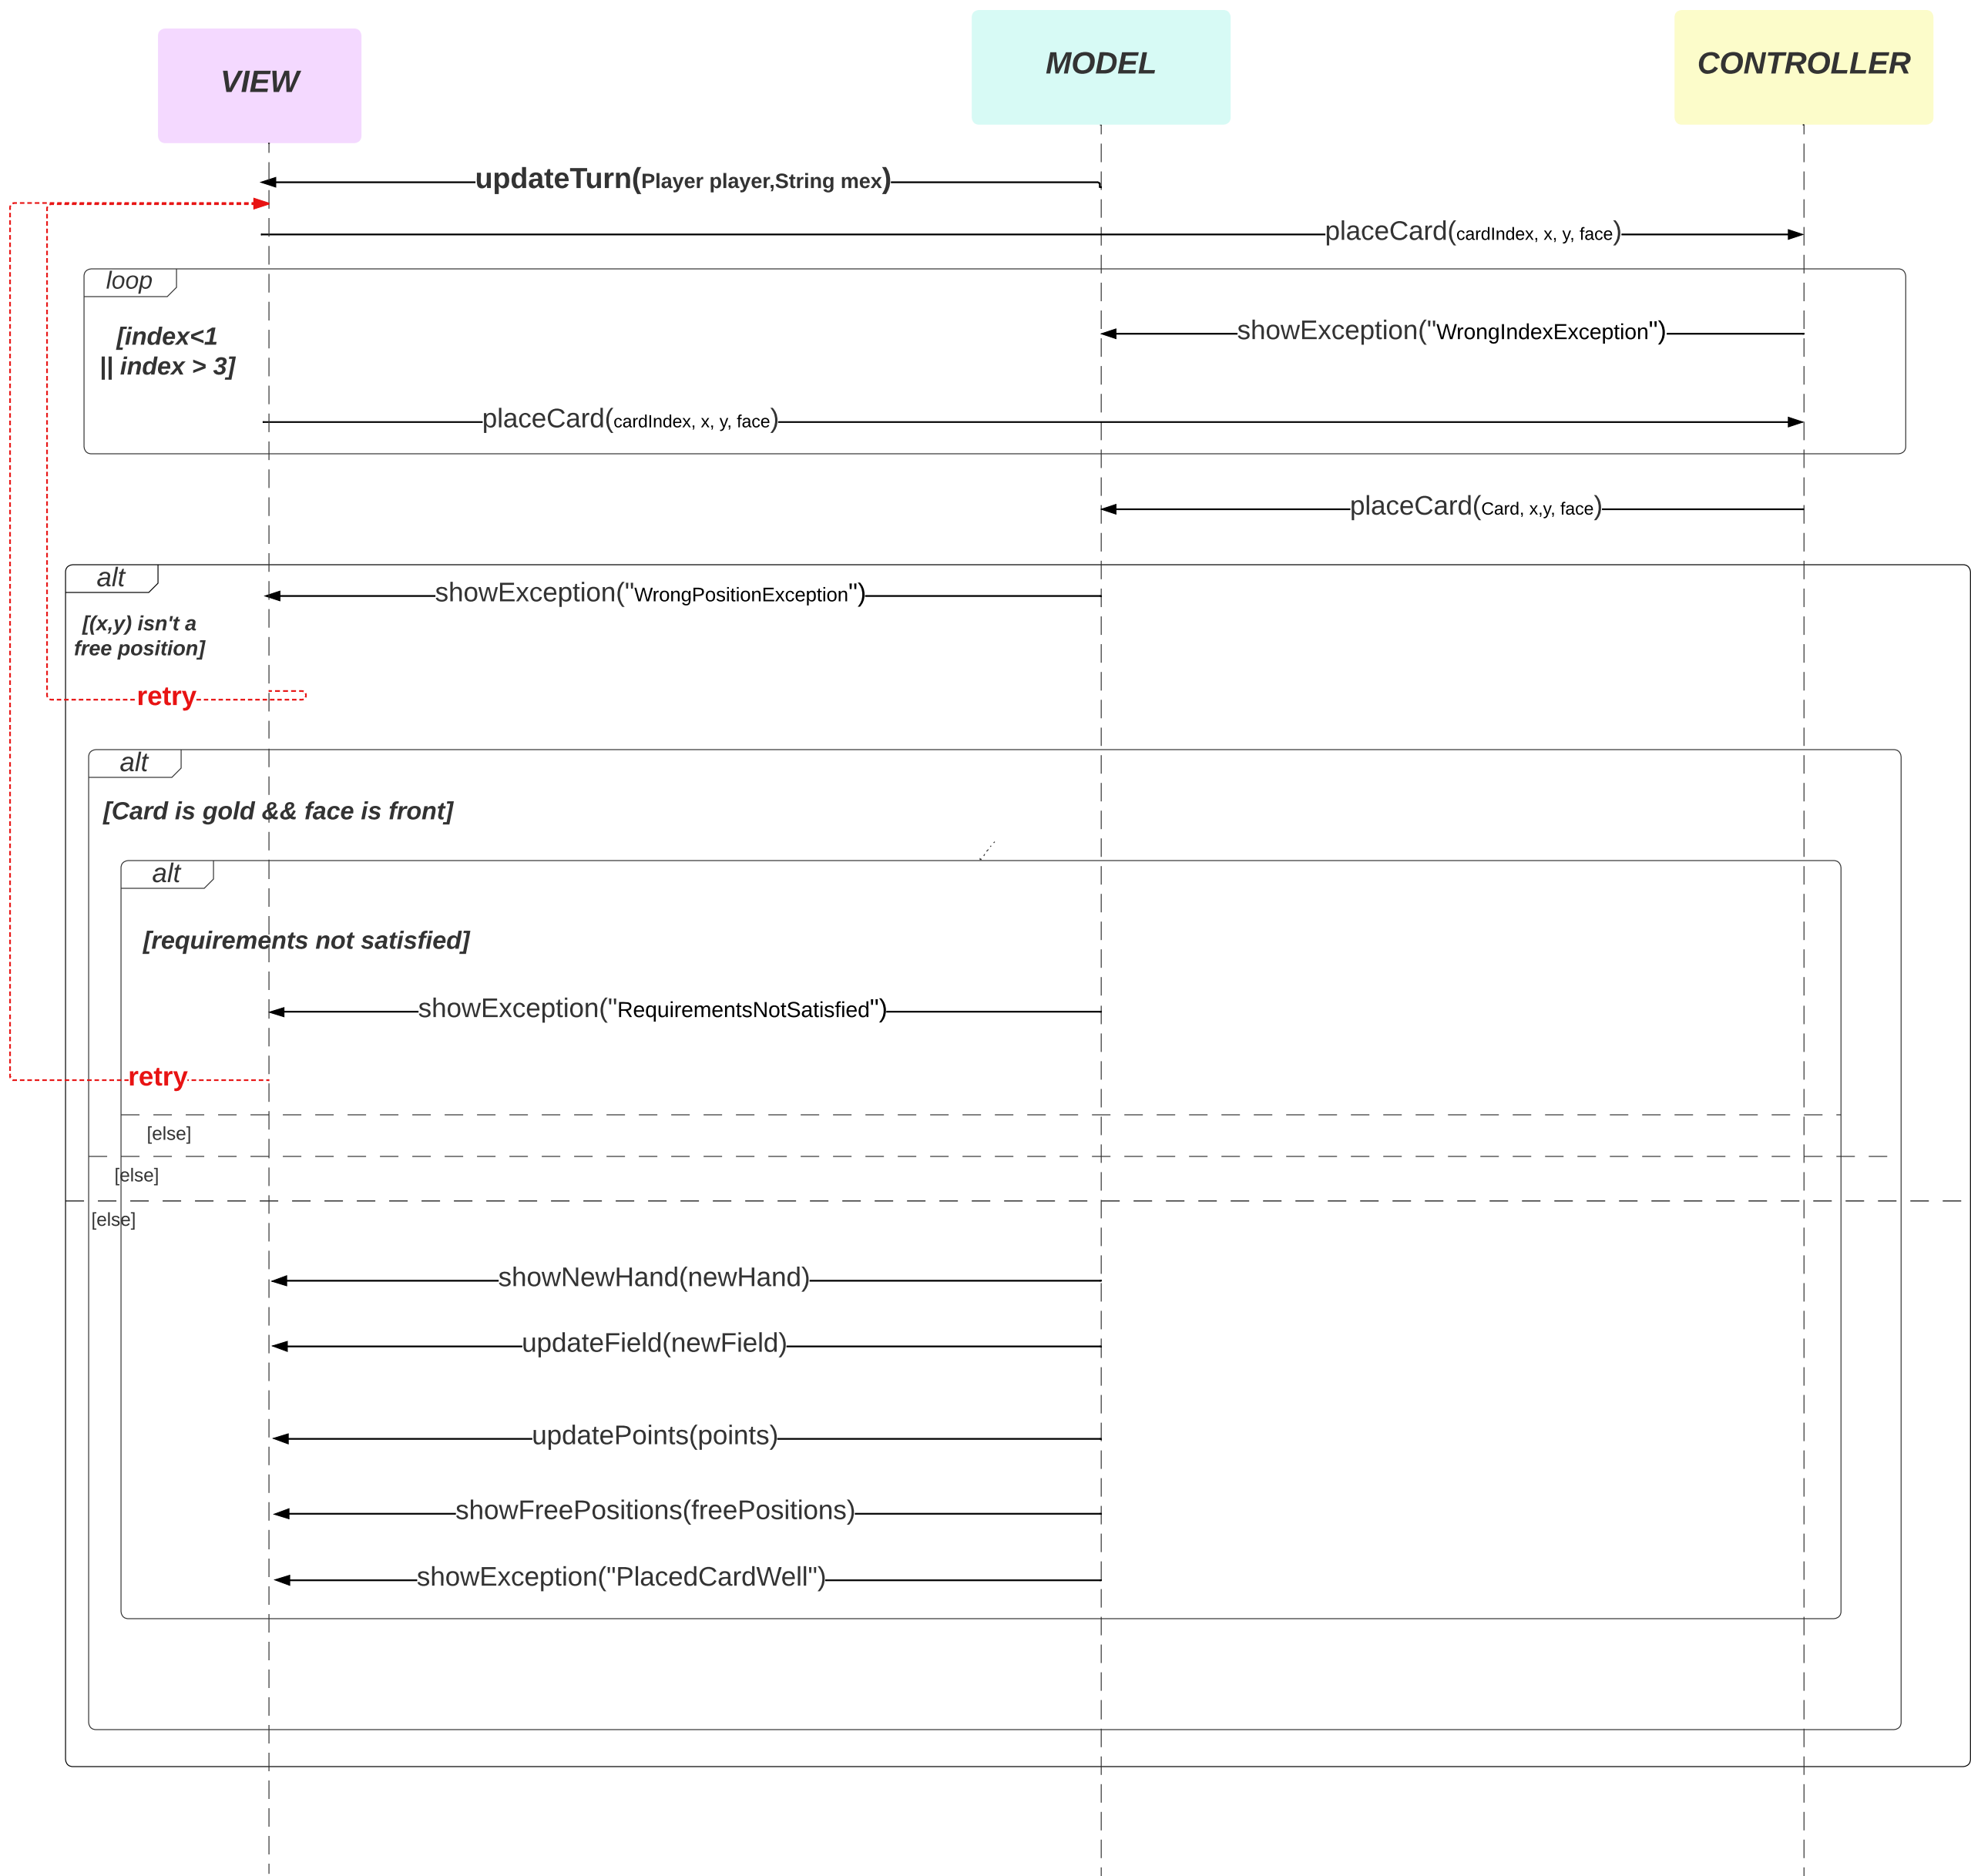 VIEW
MODEL
CONTROLLER
updateTurn(Player player,String mex)
placeCard(cardIndex, x, y, face)
loop
[index<1
|| index > 3]
showException("WrongIndexException")
placeCard(cardIndex, x, y, face)
placeCard(Card, x,y, face)
alt
showException("WrongPositionException")
[(x,y) isn't a
free position]
retry
alt
[Card is gold && face is front]
alt
[requirements not satisfied]
showException("RequirementsNotSatisfied")
retry
[else]
[else]
[else]
showNewHand(newHand)
updateField(newField)
updatePoints(points)
showFreePositions(freePositions)
showException("PlacedCardWell")